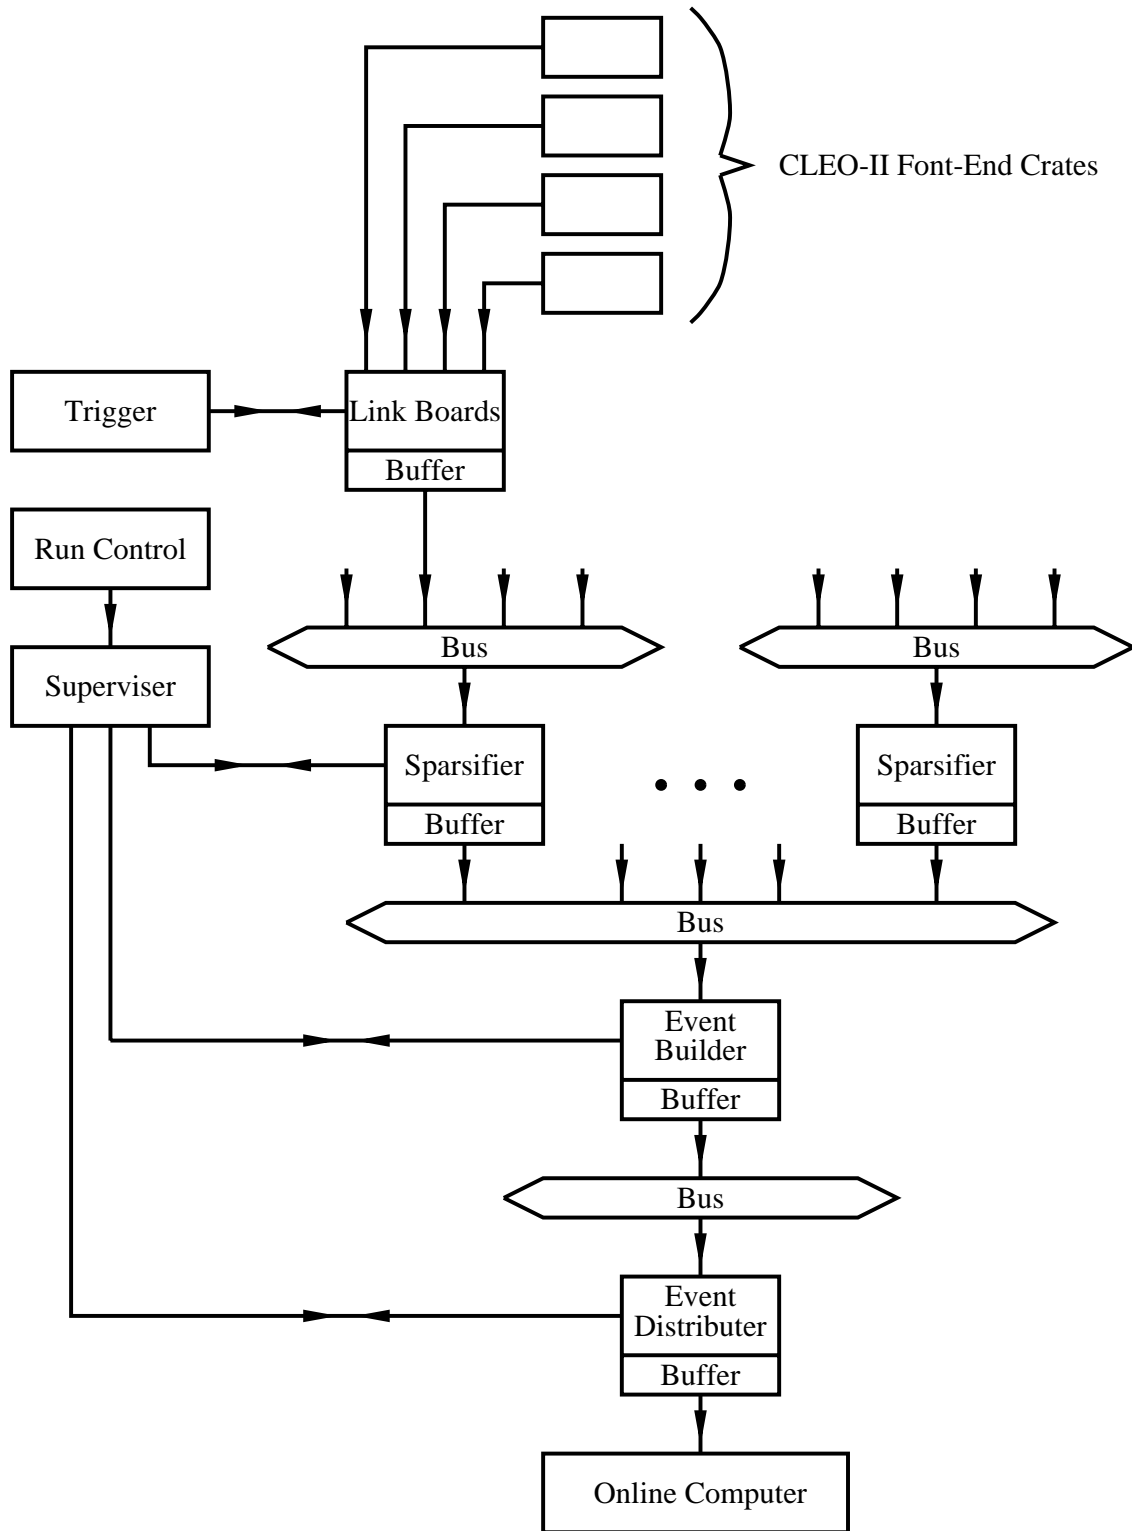 CLEO-II Font-End Crates
Trigger
Link Boards
Buffer
Run Control
Bus
Bus
Superviser
Sparsifier
Sparsifier
Buffer
Buffer
Bus
Event
Builder
Buffer
Bus
Event
Distributer
Buffer
Online Computer